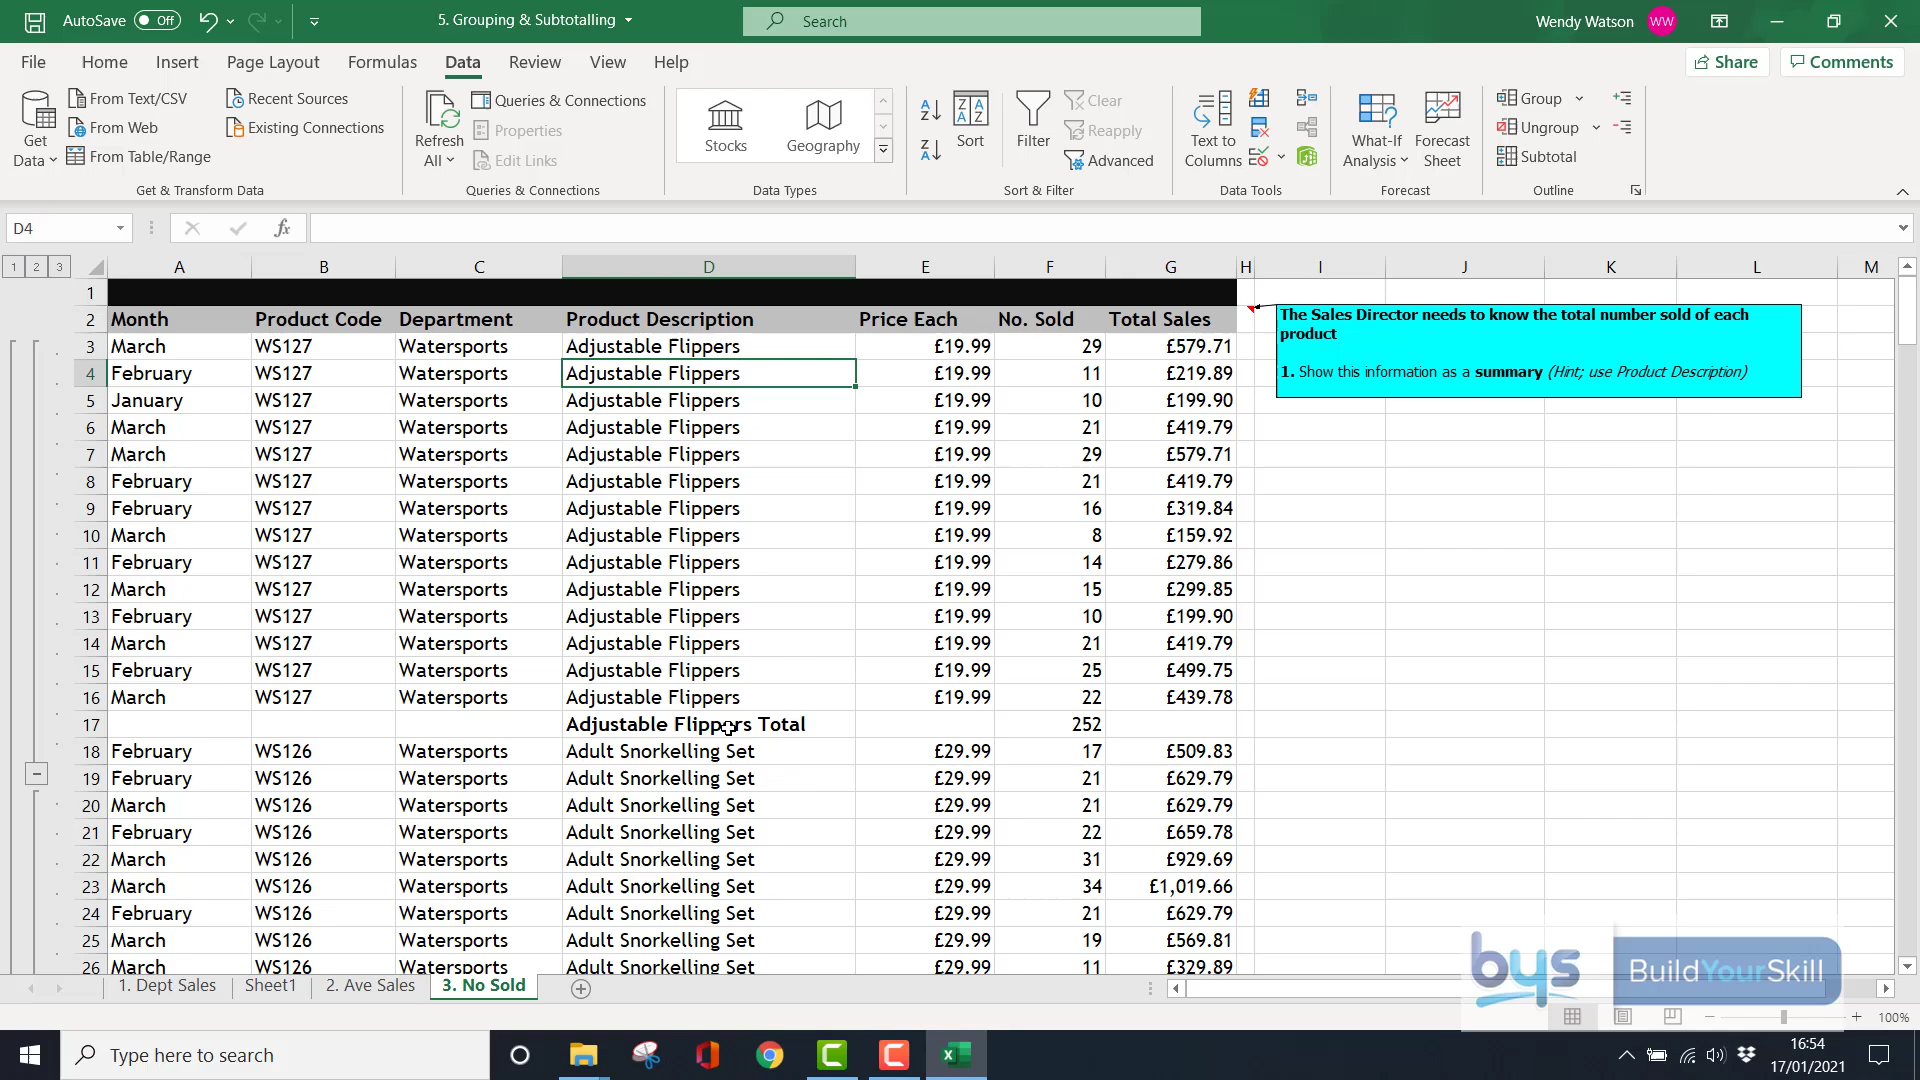 AutoSave Off 5. Grouping & Subtotalling Search Wendy Watson WW
File Home Insert Page Layout Formulas Data Review View Help Share Comments
Get Data
From Text/CSV
From Web
From Table/Range
Recent Sources
Existing Connections
Get & Transform Data
Refresh All
Queries & Connections
Properties
Edit Links
Queries & Connections
Stocks Geography
Data Types
Sort
Filter
Clear
Reapply
Advanced
Sort & Filter
Text to Columns
Data Tools
What-If Analysis
Forecast Sheet
Forecast
Group
Ungroup
Subtotal
Outline
D4 fx
1 2 3 A B C D E F G H I J K L M
1
2 Month Product Code Department Product Description Price Each No. Sold Total Sales
3 March WS127 Watersports Adjustable Flippers £19.99 29 £579.71
4 February WS127 Watersports Adjustable Flippers £19.99 11 £219.89
5 January WS127 Watersports Adjustable Flippers £19.99 10 £199.90
6 March WS127 Watersports Adjustable Flippers £19.99 21 £419.79
7 March WS127 Watersports Adjustable Flippers £19.99 29 £579.71
8 February WS127 Watersports Adjustable Flippers £19.99 21 £419.79
9 February WS127 Watersports Adjustable Flippers £19.99 16 £319.84
10 March WS127 Watersports Adjustable Flippers £19.99 8 £159.92
11 February WS127 Watersports Adjustable Flippers £19.99 14 £279.86
12 March WS127 Watersports Adjustable Flippers £19.99 15 £299.85
13 February WS127 Watersports Adjustable Flippers £19.99 10 £199.90
14 March WS127 Watersports Adjustable Flippers £19.99 21 £419.79
15 February WS127 Watersports Adjustable Flippers £19.99 25 £499.75
16 March WS127 Watersports Adjustable Flippers £19.99 22 £439.78
17 Adjustable Flippers Total 252
18 February WS126 Watersports Adult Snorkelling Set £29.99 17 £509.83
19 February WS126 Watersports Adult Snorkelling Set £29.99 21 £629.79
20 March WS126 Watersports Adult Snorkelling Set £29.99 21 £629.79
21 February WS126 Watersports Adult Snorkelling Set £29.99 22 £659.78
22 March WS126 Watersports Adult Snorkelling Set £29.99 31 £929.69
23 March WS126 Watersports Adult Snorkelling Set £29.99 34 £1,019.66
24 February WS126 Watersports Adult Snorkelling Set £29.99 21 £629.79
25 March WS126 Watersports Adult Snorkelling Set £29.99 19 £569.81
26 March WS126 Watersports Adult Snorkelling Set £29.99 11 £329.89
The Sales Director needs to know the total number sold of each
product
1. Show this information as a summary (Hint; use Product Description)
bys BuildYourSkill
1. Dept Sales Sheet1 2. Ave Sales 3. No Sold
100%
Type here to search
16:54
17/01/2021